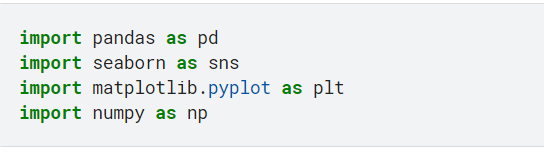 import pandas as pd
import seaborn as sns
import matplotlib.pyplot as plt
import numpy as np